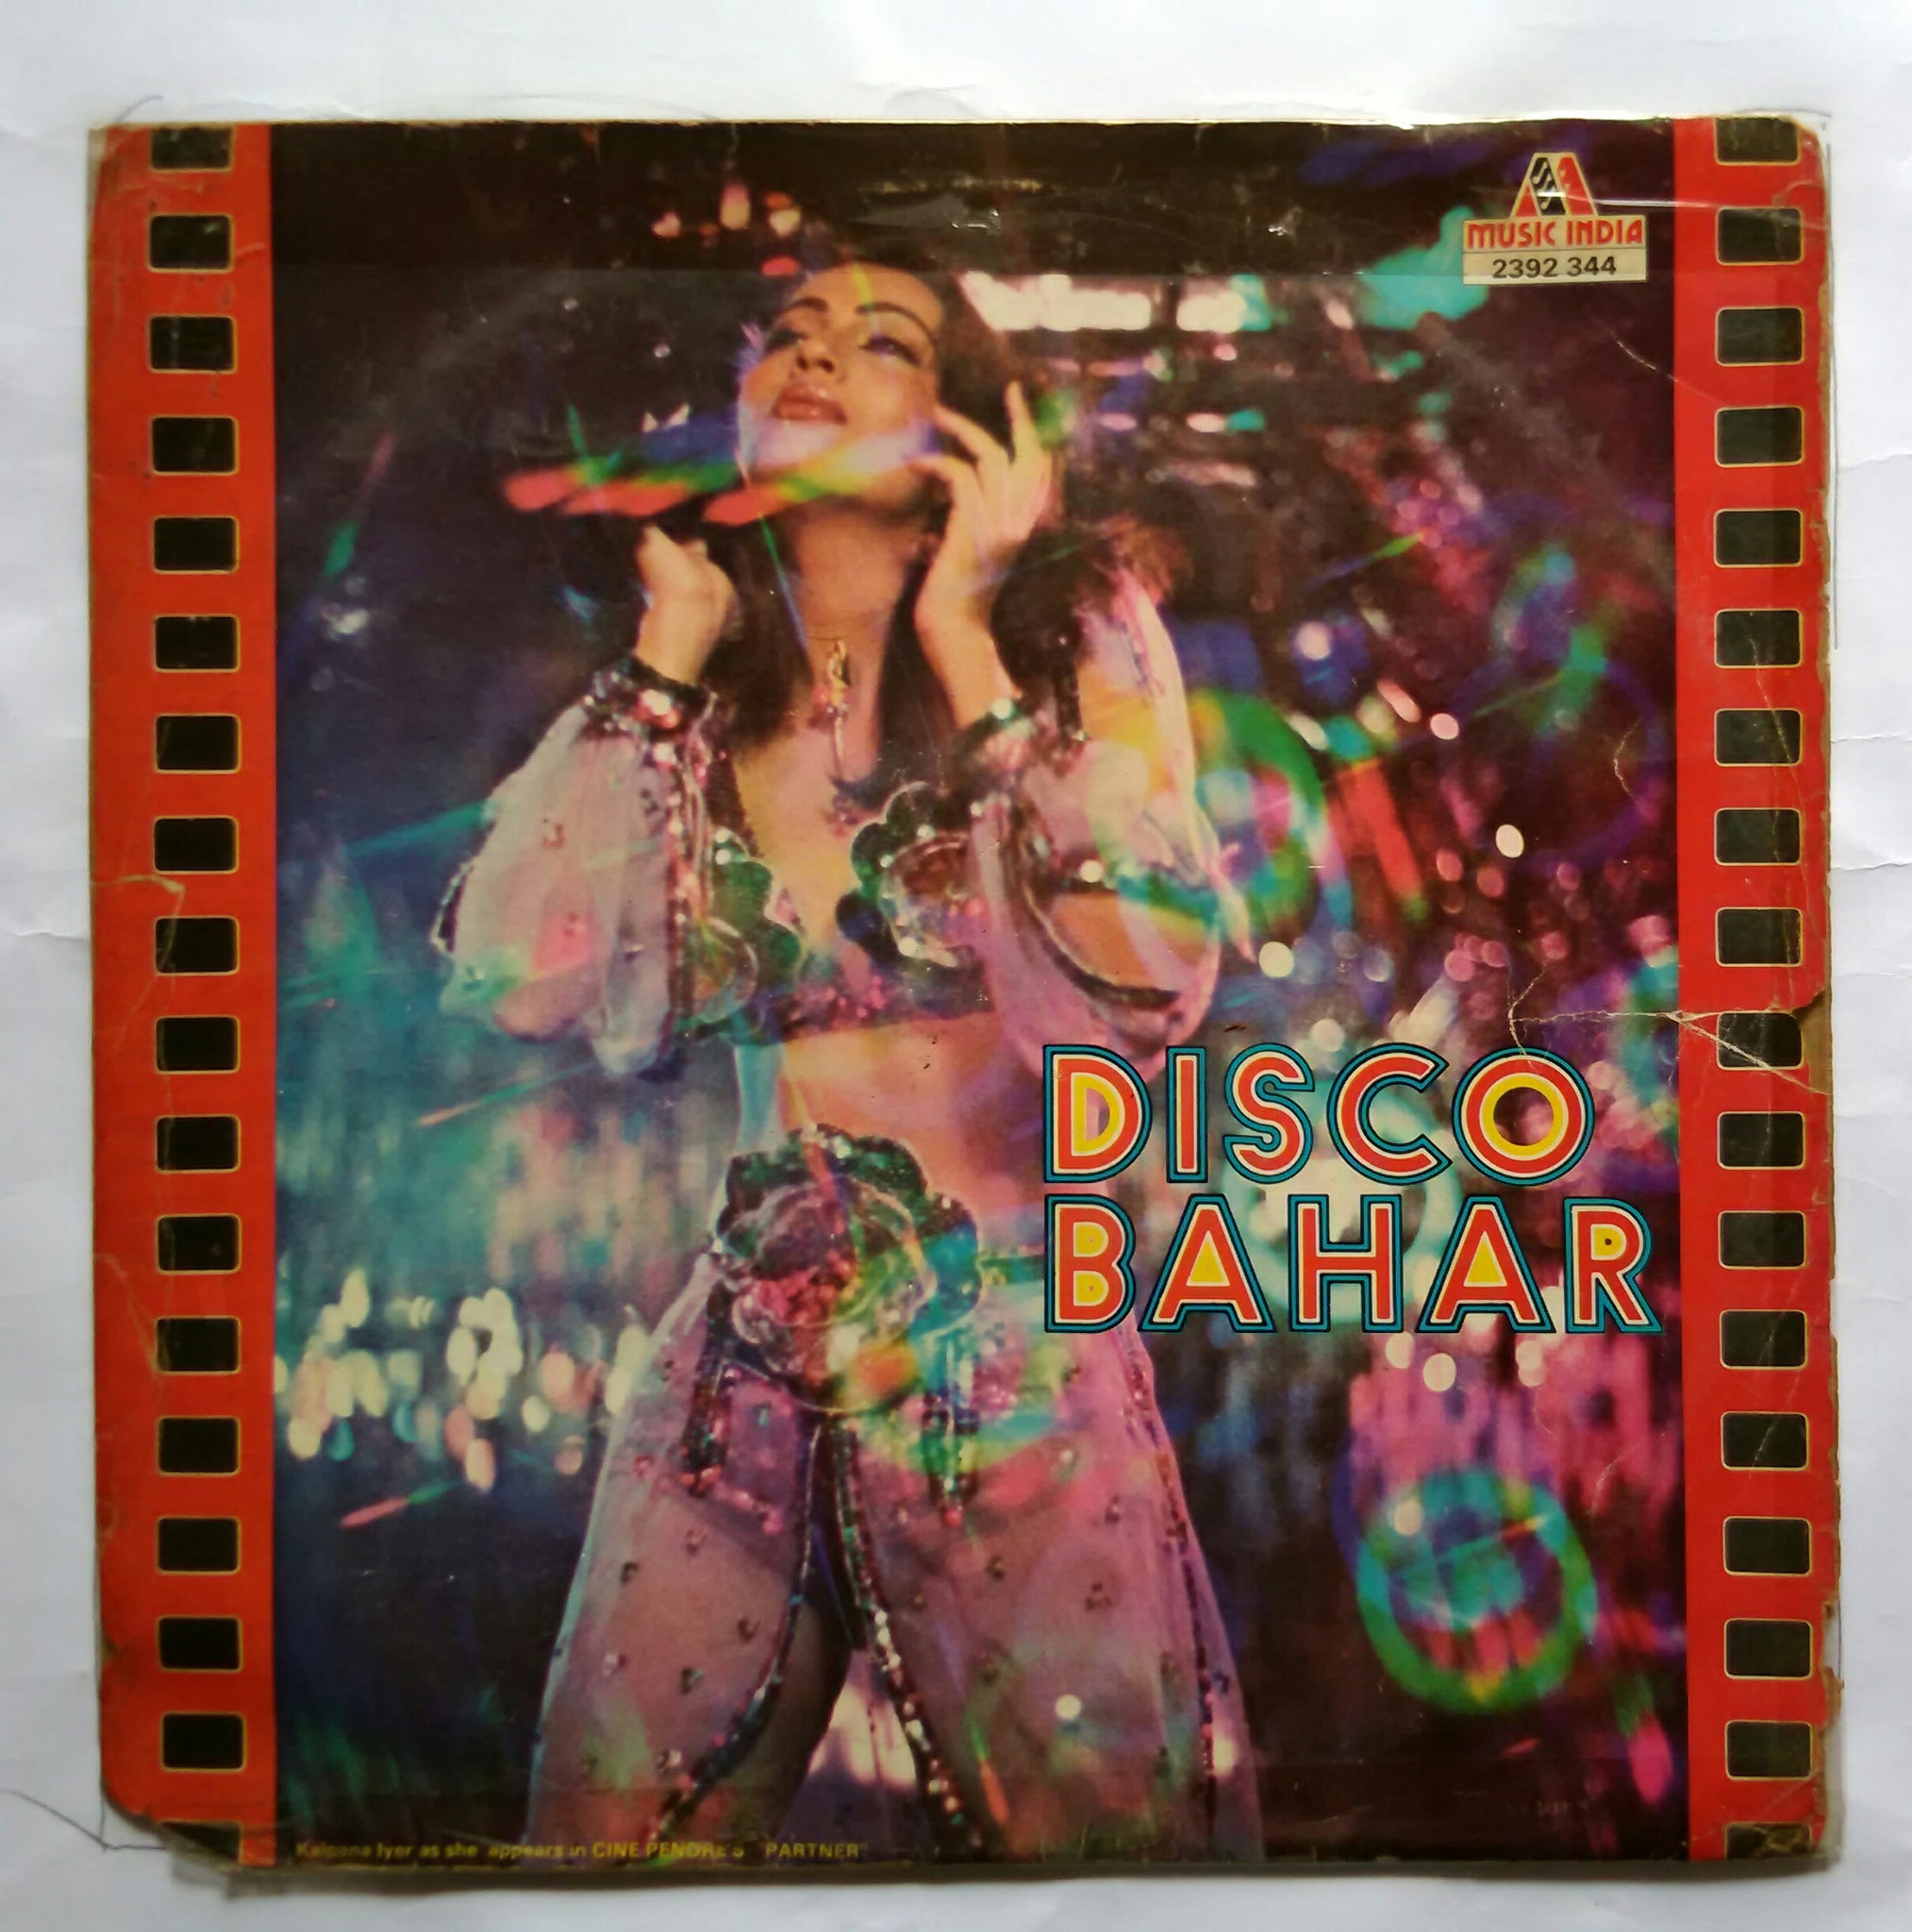 MUSIC INDIA
2392 344
DISCO
BAHAR
Kalpana Iyer as she appears in CINE PENDRE'S "PARTNER"